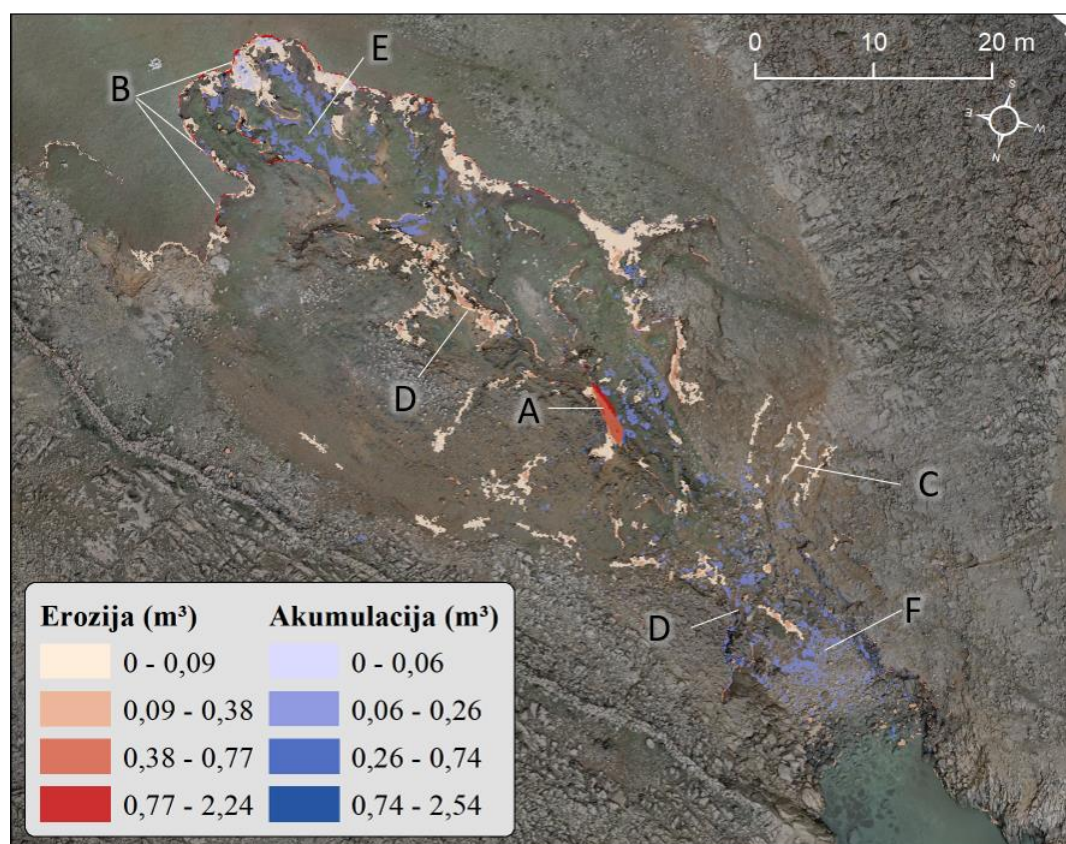 0 10 20 m
S
E W
N
E
B
D
A
C
D
F
Erozija (m³) Akumulacija (m³)
0 - 0,09 0 - 0,06
0,09 - 0,38 0,06 - 0,26
0,38 - 0,77 0,26 - 0,74
0,77 - 2,24 0,74 - 2,54